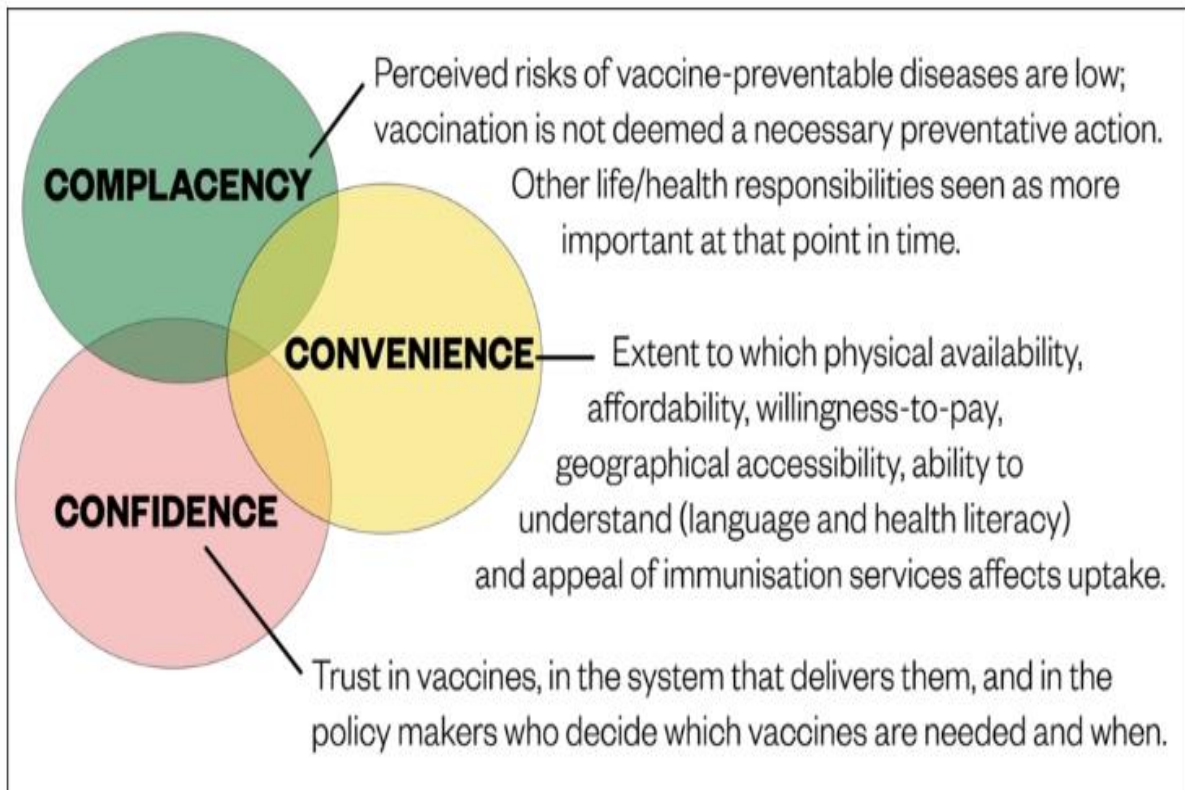 COMPLACENCY
Perceived risks of vaccine-preventable diseases are low;
vaccination is not deemed a necessary preventative action.
Other life/health responsibilities seen as more
important at that point in time.
CONVENIENCE
Extent to which physical availability,
affordability, willingness-to-pay,
geographical accessibility, ability to
understand (language and health literacy)
and appeal of immunisation services affects uptake.
CONFIDENCE
Trust in vaccines, in the system that delivers them, and in the
policy makers who decide which vaccines are needed and when.